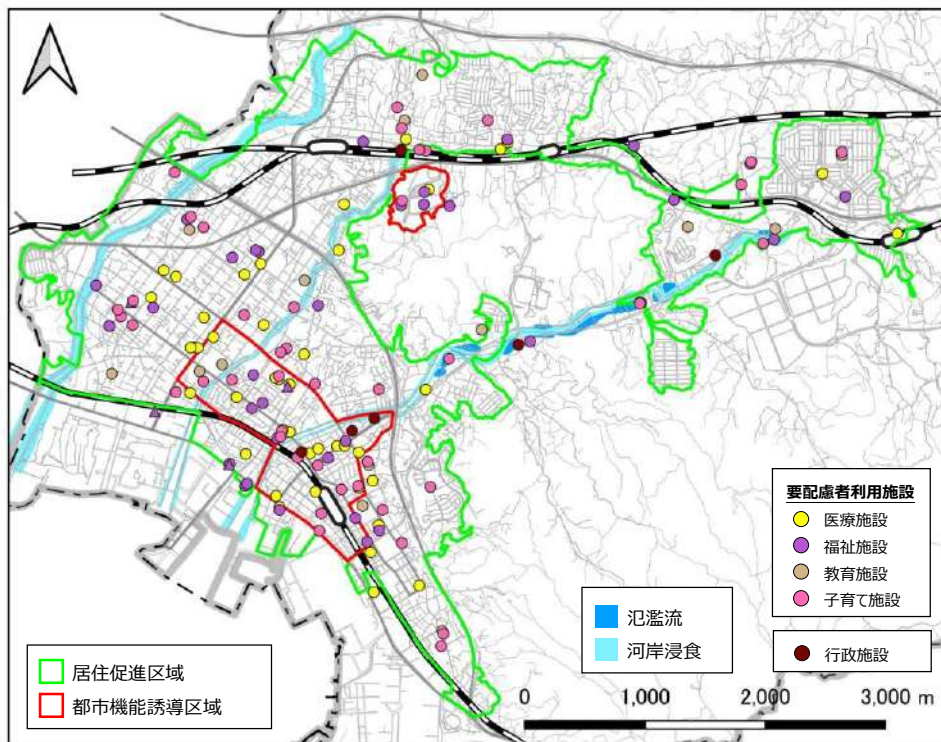 要配慮者利用施設
医療施設
福祉施設
教育施設
子育て施設
行政施設
氾濫流
河岸浸食
居住促進区域
都市機能誘導区域
0 1,000 2,000 3,000 m